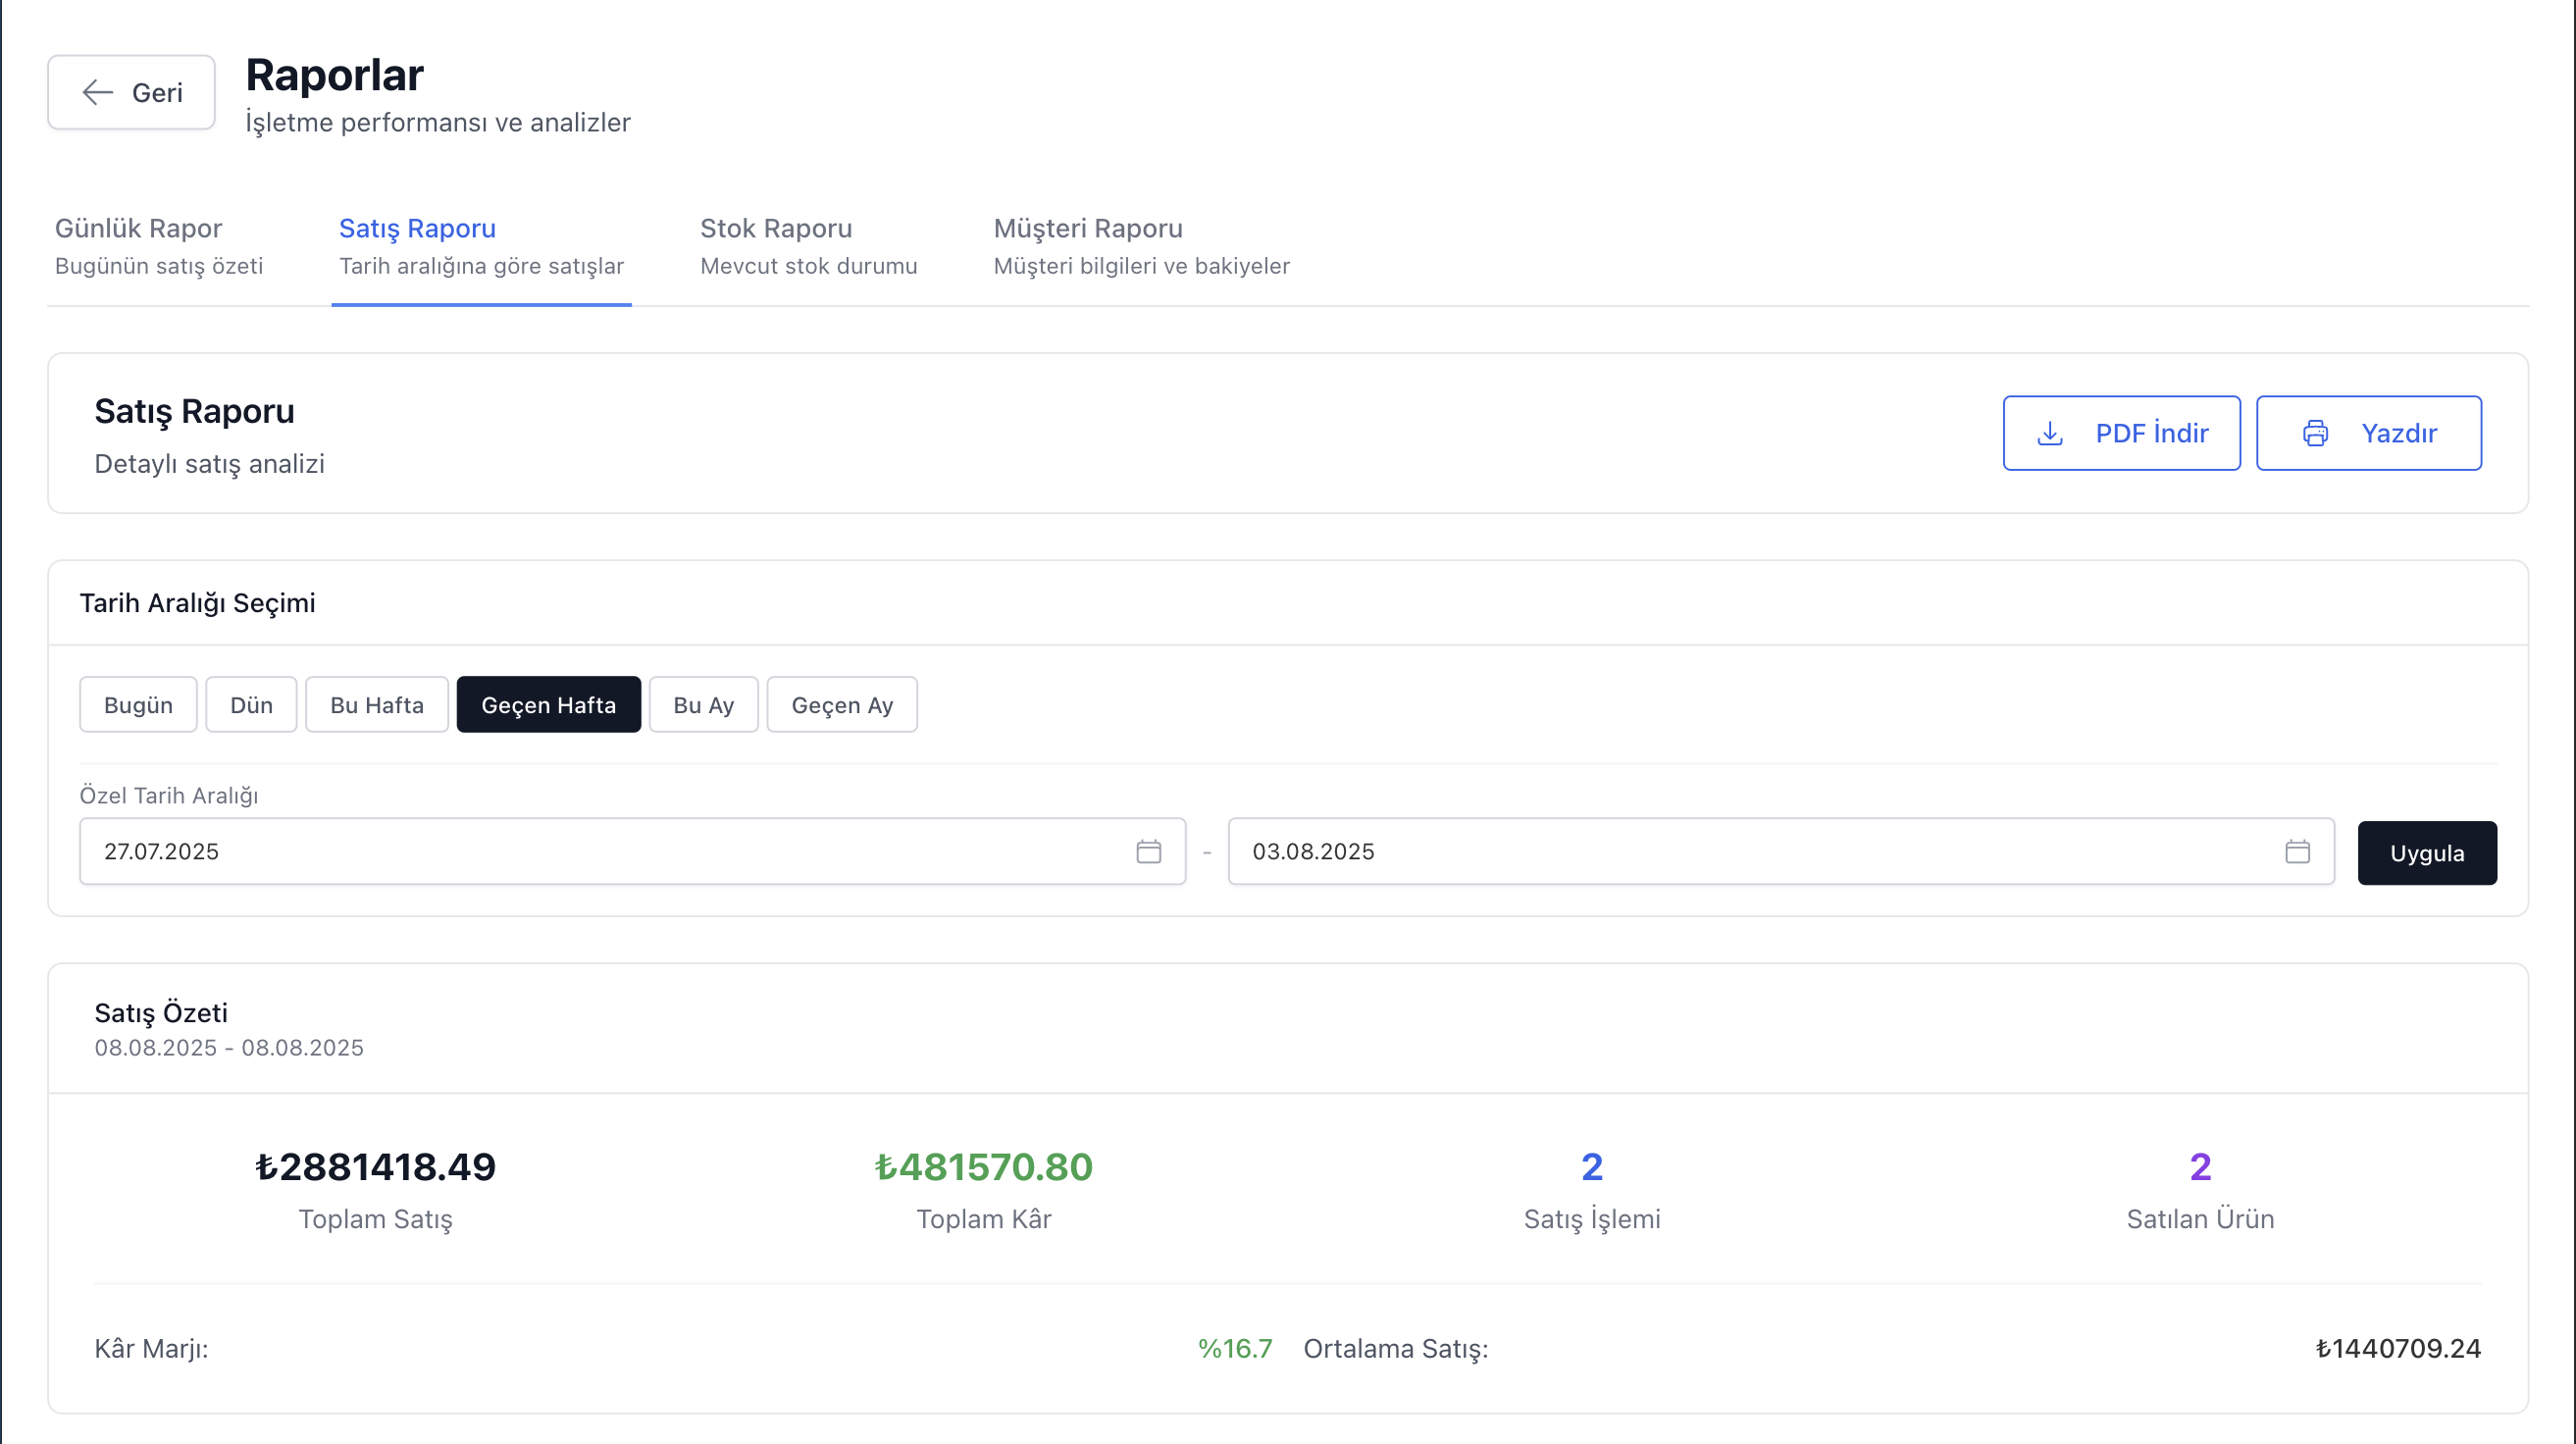 Geri
Raporlar
İşletme performansı ve analizler
Günlük Rapor
Bugünün satış özeti
Satış Raporu
Tarih aralığına göre satışlar
Stok Raporu
Mevcut stok durumu
Müşteri Raporu
Müşteri bilgileri ve bakiyeler
Satış Raporu
Detaylı satış analizi
PDF İndir
Yazdır
Tarih Aralığı Seçimi
Bugün
Dün
Bu Hafta
Geçen Hafta
Bu Ay
Geçen Ay
Özel Tarih Aralığı
27.07.2025
-
03.08.2025
Uygula
Satış Özeti
08.08.2025 - 08.08.2025
₺2881418.49
Toplam Satış
₺481570.80
Toplam Kâr
2
Satış İşlemi
2
Satılan Ürün
Kâr Marjı:
%16.7
Ortalama Satış:
₺1440709.24